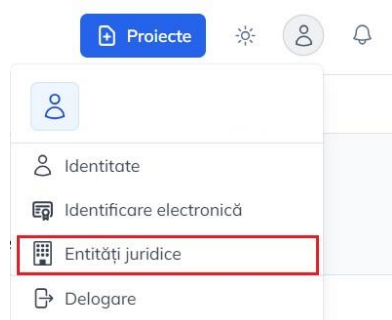 Proiecte
Identitate
Identificare electronică
Entități juridice
Delogare